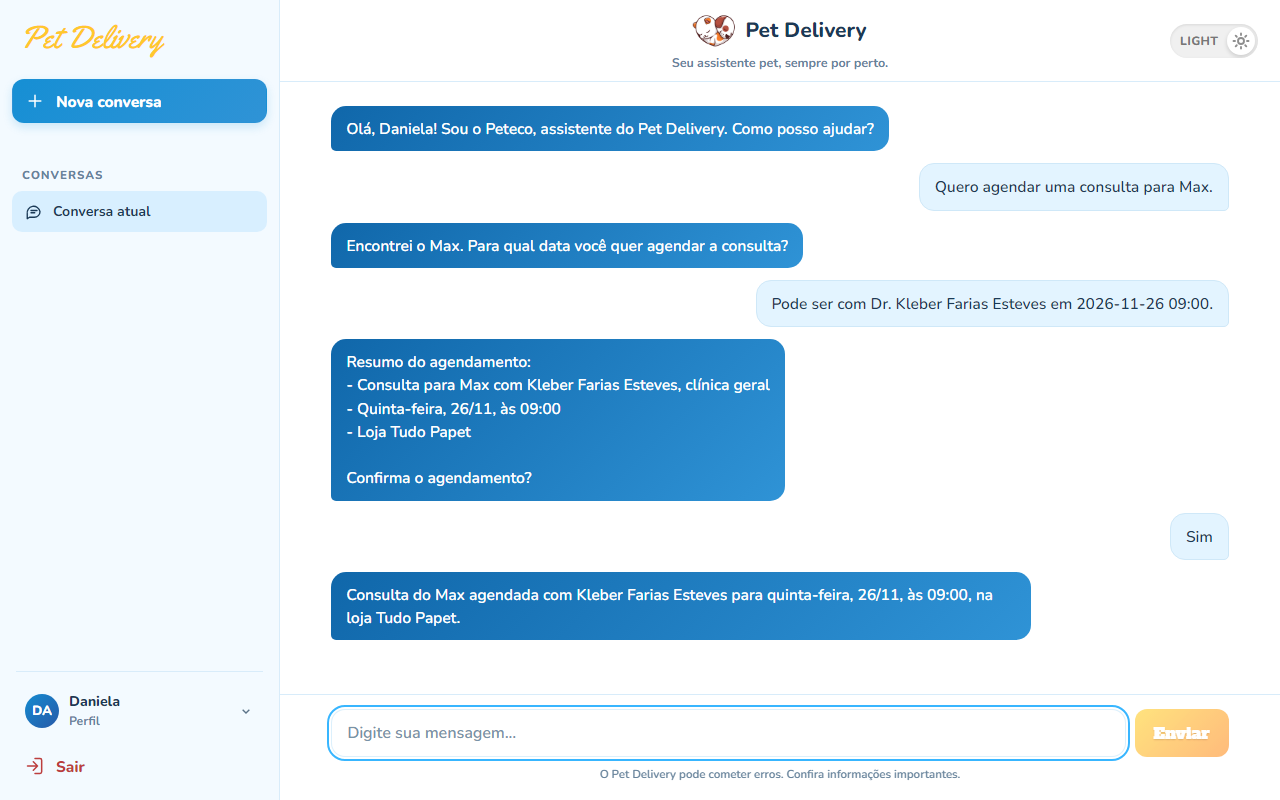 Pet Delivery
Nova conversa
CONVERSAS
Conversa atual
Daniela
DA
Perfil
Sair
Pet Delivery
Seu assistente pet, sempre por perto.
LIGHT
Olá, Daniela! Sou o Peteco, assistente do Pet Delivery. Como posso ajudar?
Quero agendar uma consulta para Max.
Encontrei o Max. Para qual data você quer agendar a consulta?
Pode ser com Dr. Kleber Farias Esteves em 2026-11-26 09:00.
Resumo do agendamento:
- Consulta para Max com Kleber Farias Esteves, clínica geral
- Quinta-feira, 26/11, às 09:00
- Loja Tudo Papet
Confirma o agendamento?
Sim
Consulta do Max agendada com Kleber Farias Esteves para quinta-feira, 26/11, às 09:00, na
loja Tudo Papet.
Digite sua mensagem...
Enviar
O Pet Delivery pode cometer erros. Confira informações importantes.